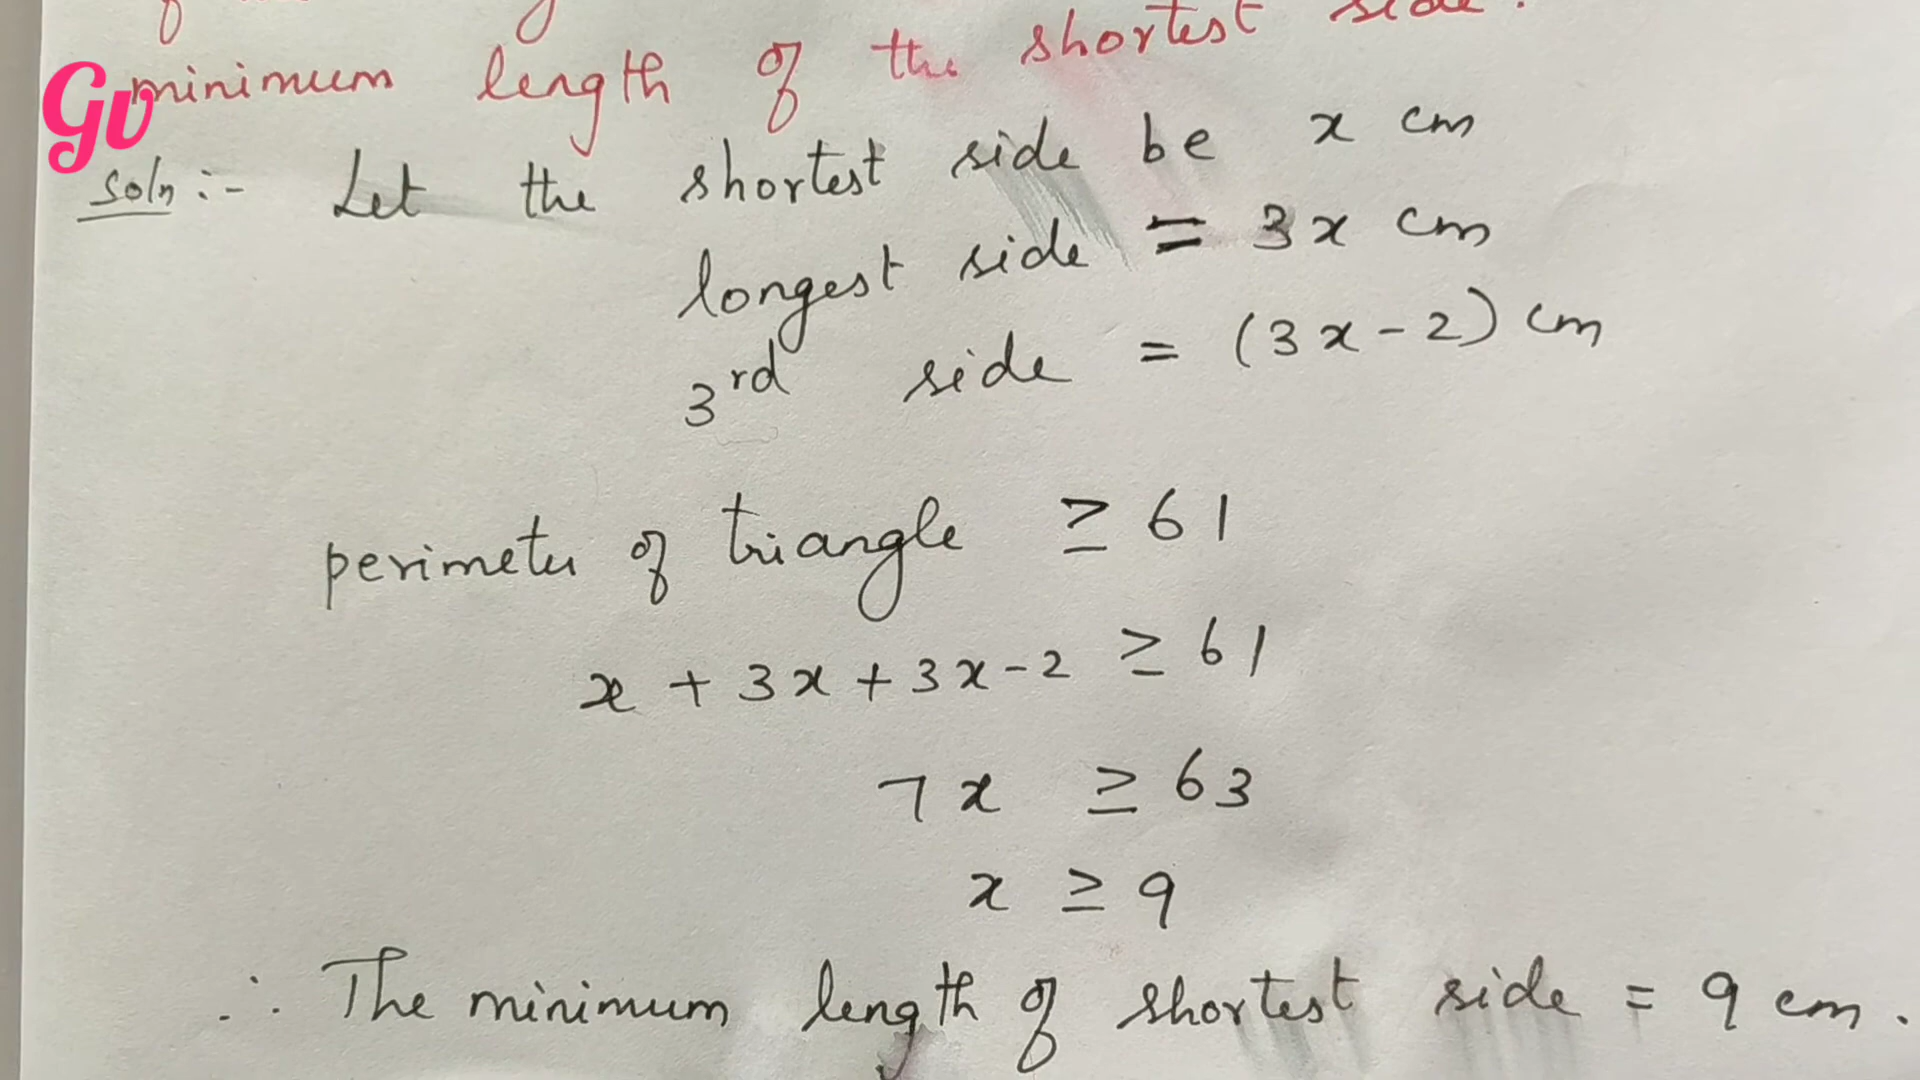 side.
minimum length of the shortest
Gv
Soln :- Let the shortest side be x cm
longest side = 3x cm
3rd side = (3x-2) cm
perimeter of triangle ≥ 61
x + 3x + 3x-2 ≥ 61
7x ≥ 63
x ≥ 9
∴ The minimum length of shortest side = 9 cm.